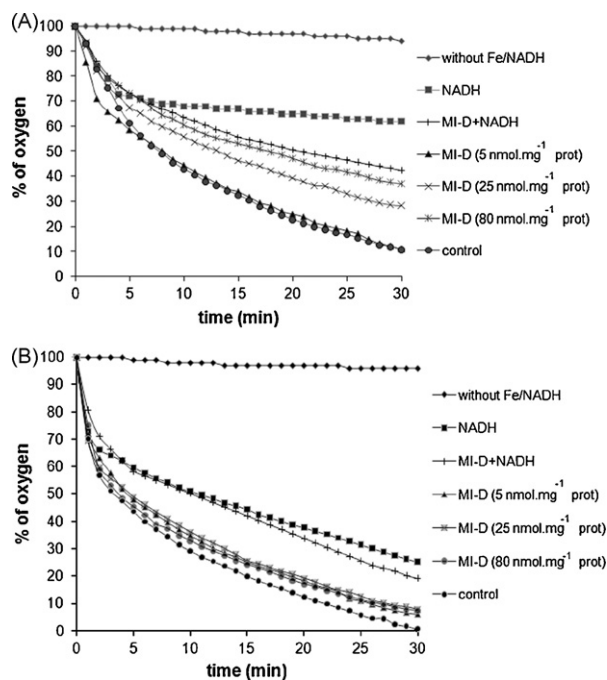 (A)
100
90
80
70
60
50
40
30
20
10
0
% of oxygen
0 5 10 15 20 25 30
time (min)
without Fe/NADH
NADH
MI-D+NADH
MI-D (5 nmol.mg⁻¹ prot)
MI-D (25 nmol.mg⁻¹ prot)
MI-D (80 nmol.mg⁻¹ prot)
control
(B)
100
90
80
70
60
50
40
30
20
10
0
% of oxygen
0 5 10 15 20 25 30
time (min)
without Fe/NADH
NADH
MI-D+NADH
MI-D (5 nmol.mg⁻¹ prot)
MI-D (25 nmol.mg⁻¹ prot)
MI-D (80 nmol.mg⁻¹ prot)
control